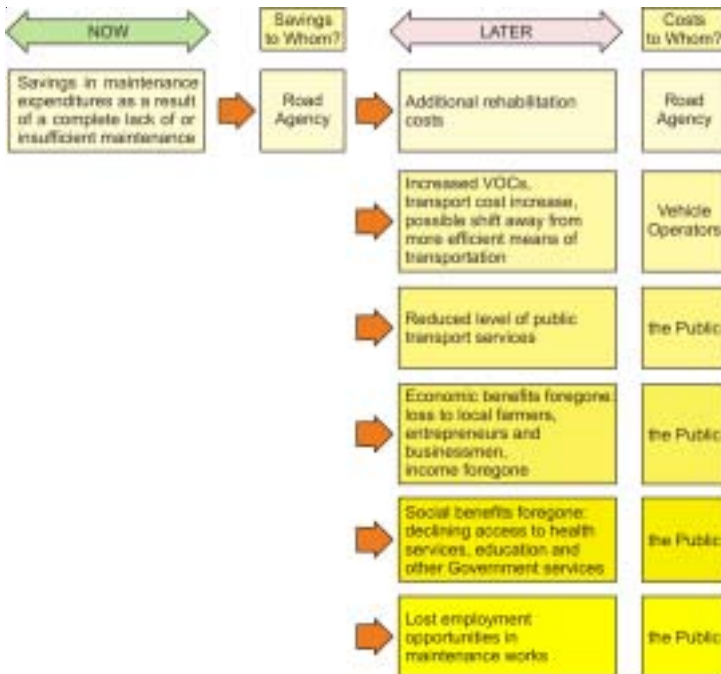 NOW
Savings
to Whom?
LATER
Costs
to Whom?
Savings in maintenance
expenditures as a result
of a complete lack of or
insufficient maintenance
Road
Agency
Additional rehabilitation
costs
Road
Agency
Increased VOCs,
transport cost increase,
possible shift away from
more efficient means of
transportation
Vehicle
Operators
Reduced level of public
transport services
the Public
Economic benefits foregone:
loss to local farmers,
entrepreneurs and
businessmen,
income foregone
the Public
Social benefits foregone:
declining access to health
services, education and
other Government services
the Public
Lost employment
opportunities in
maintenance works
the Public